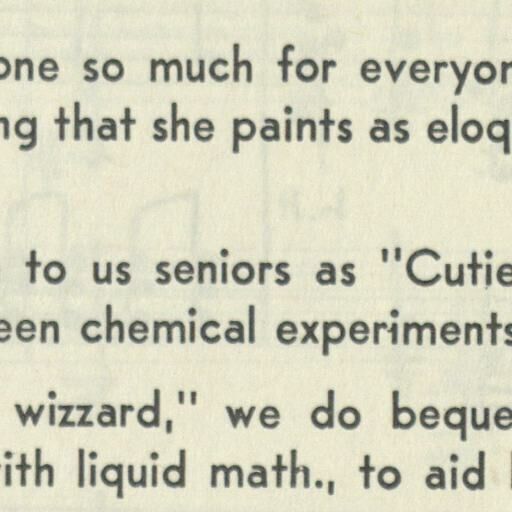 one so much for everyon
ng that she paints as eloq
to us seniors as "Cutie
een chemical experiments
wizzard," we do beque
ith liquid math., to aid